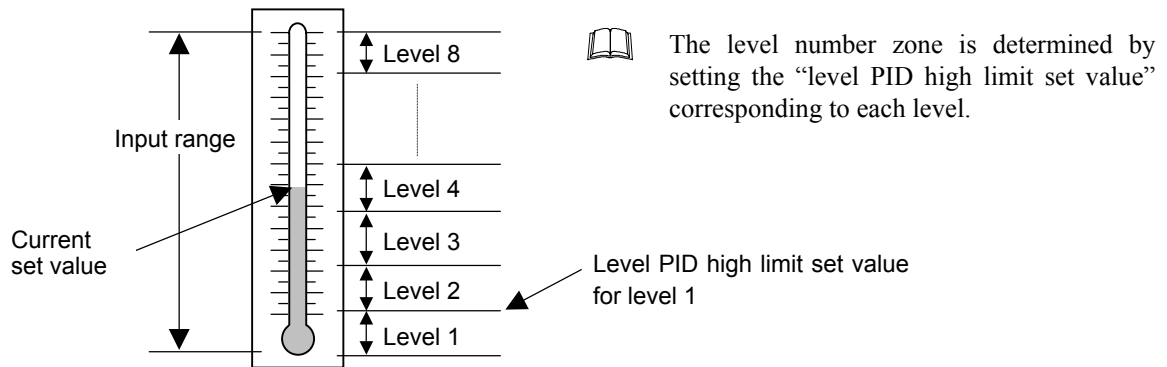 Input range
Current
set value
Level 8
Level 4
Level 3
Level 2
Level 1
The level number zone is determined by
setting the “level PID high limit set value”
corresponding to each level.
Level PID high limit set value
for level 1